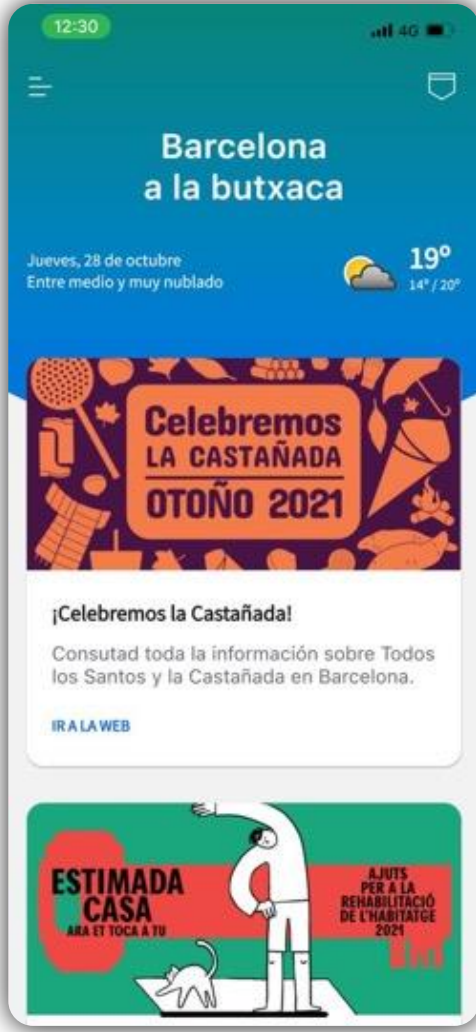 12:30
4G
Barcelona
a la butxaca
Jueves, 28 de octubre
Entre medio y muy nublado
19º
14º / 20º
Celebremos
LA CASTAÑADA
OTOÑO 2021
¡Celebremos la Castañada!
Consutad toda la información sobre Todos
los Santos y la Castañada en Barcelona.
IR A LA WEB
ESTIMADA
CASA
ARA ET TOCA A TU
AJUTS
PER A LA
REHABILITACIÓ
DE L'HABITATGE
2021